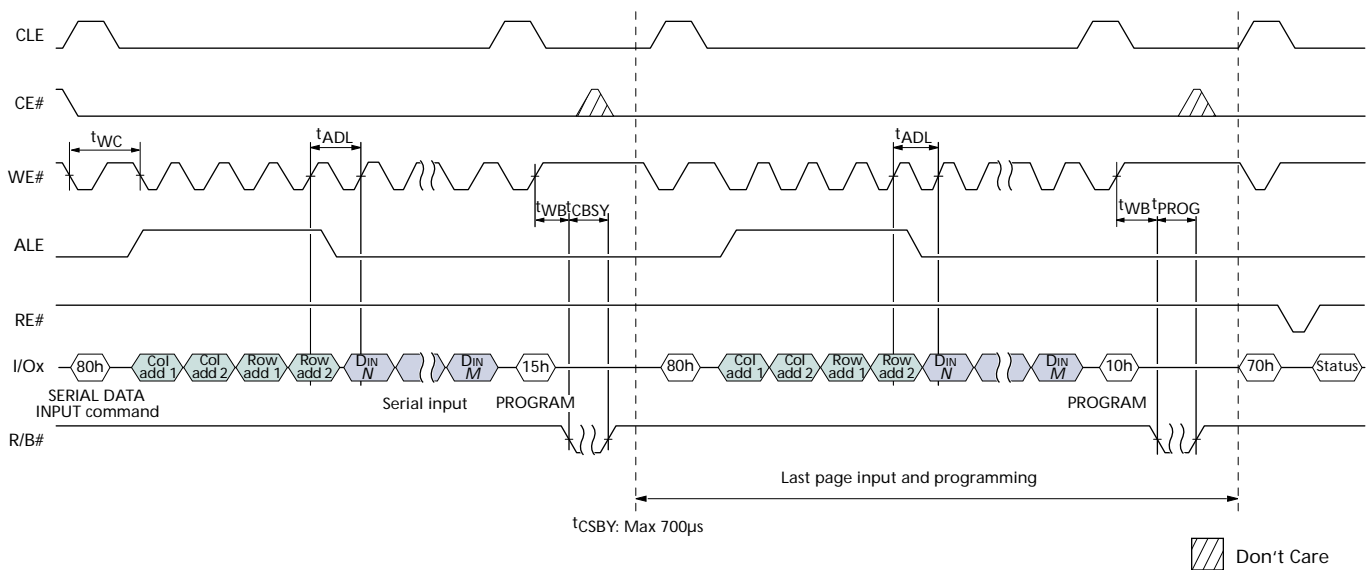 CLE
CE#
tWC
tADL
tADL
WE#
tWB
tCBSY
tWB
tPROG
ALE
RE#
I/Ox
80h
Col
add 1
Col
add 2
Row
add 1
Row
add 2
DIN
N
DIN
M
15h
80h
Col
add 1
Col
add 2
Row
add 1
Row
add 2
DIN
N
DIN
M
10h
70h
Status
SERIAL DATA
INPUT command
Serial input
PROGRAM
PROGRAM
R/B#
Last page input and programming
tCSBY: Max 700µs
Don't Care